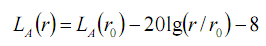 L_A(r) = L_A(r_0) − 20lg(r/r_0) − 8